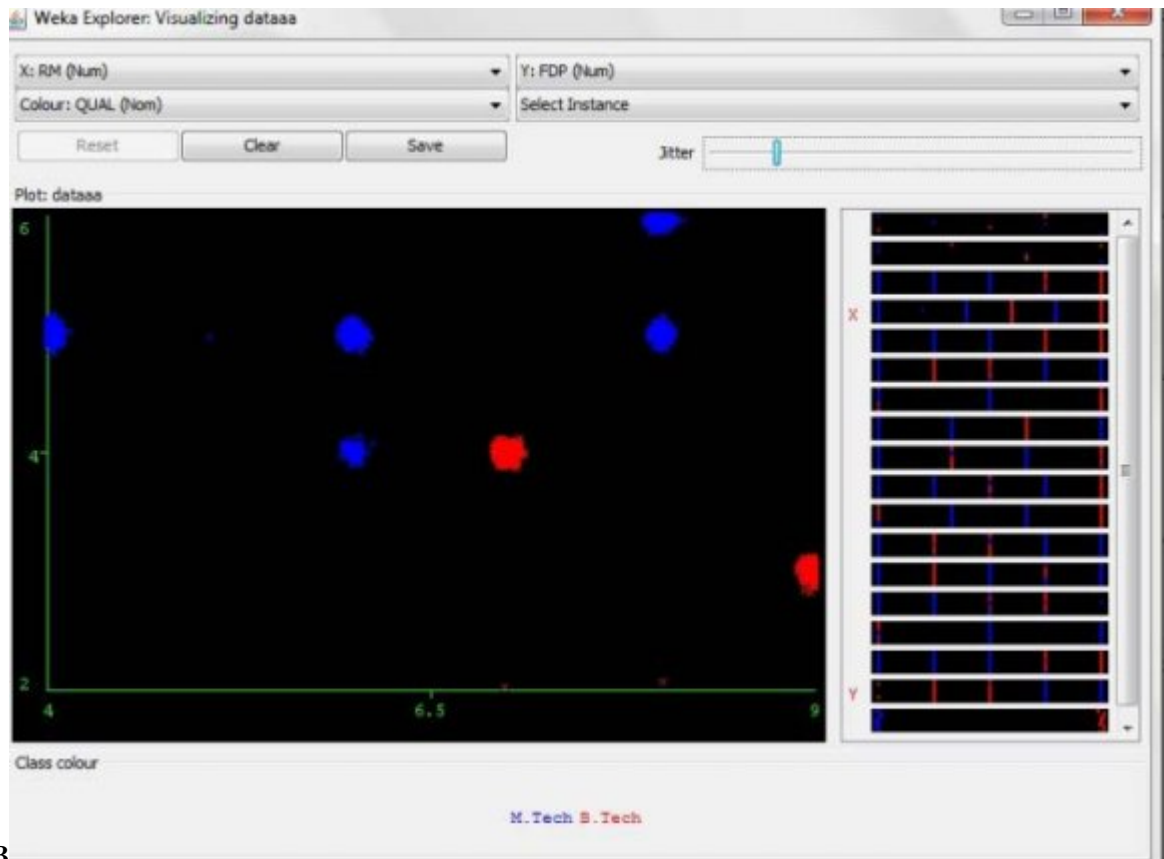 Weka Explorer: Visualizing dataaa
X: RM (Num) Y: FDP (Num)
Colour: QUAL (Nom) Select Instance
Reset Clear Save Jitter
Plot: dataaa
6
X
4
Y
2
4 6.5 9
Class colour
M.Tech B.Tech